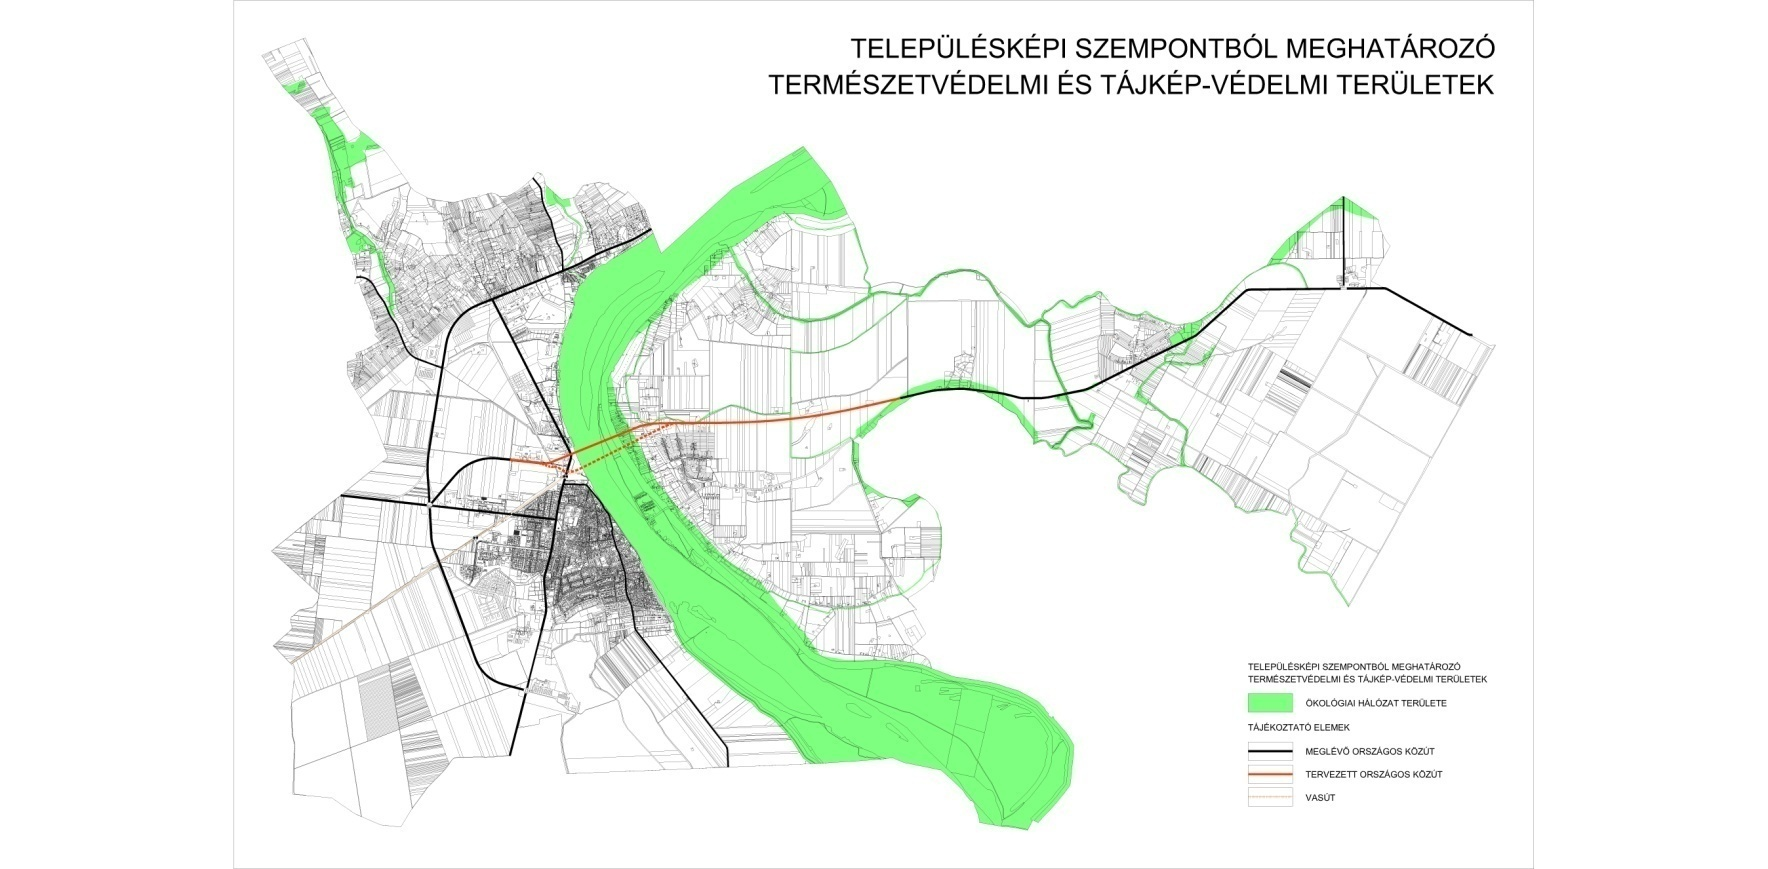 TELEPÜLÉSKÉPI SZEMPONTBÓL MEGHATÁROZÓ
TERMÉSZETVÉDELMI ÉS TÁJKÉP-VÉDELMI TERÜLETEK
TELEPÜLÉSKÉPI SZEMPONTBÓL MEGHATÁROZÓ
TERMÉSZETVÉDELMI ÉS TÁJKÉP-VÉDELMI TERÜLETEK
ÖKOLÓGIAI HÁLÓZAT TERÜLETE
TÁJÉKOZTATÓ ELEMEK
MEGLÉVŐ ORSZÁGOS KÖZÚT
TERVEZETT ORSZÁGOS KÖZÚT
VASÚT